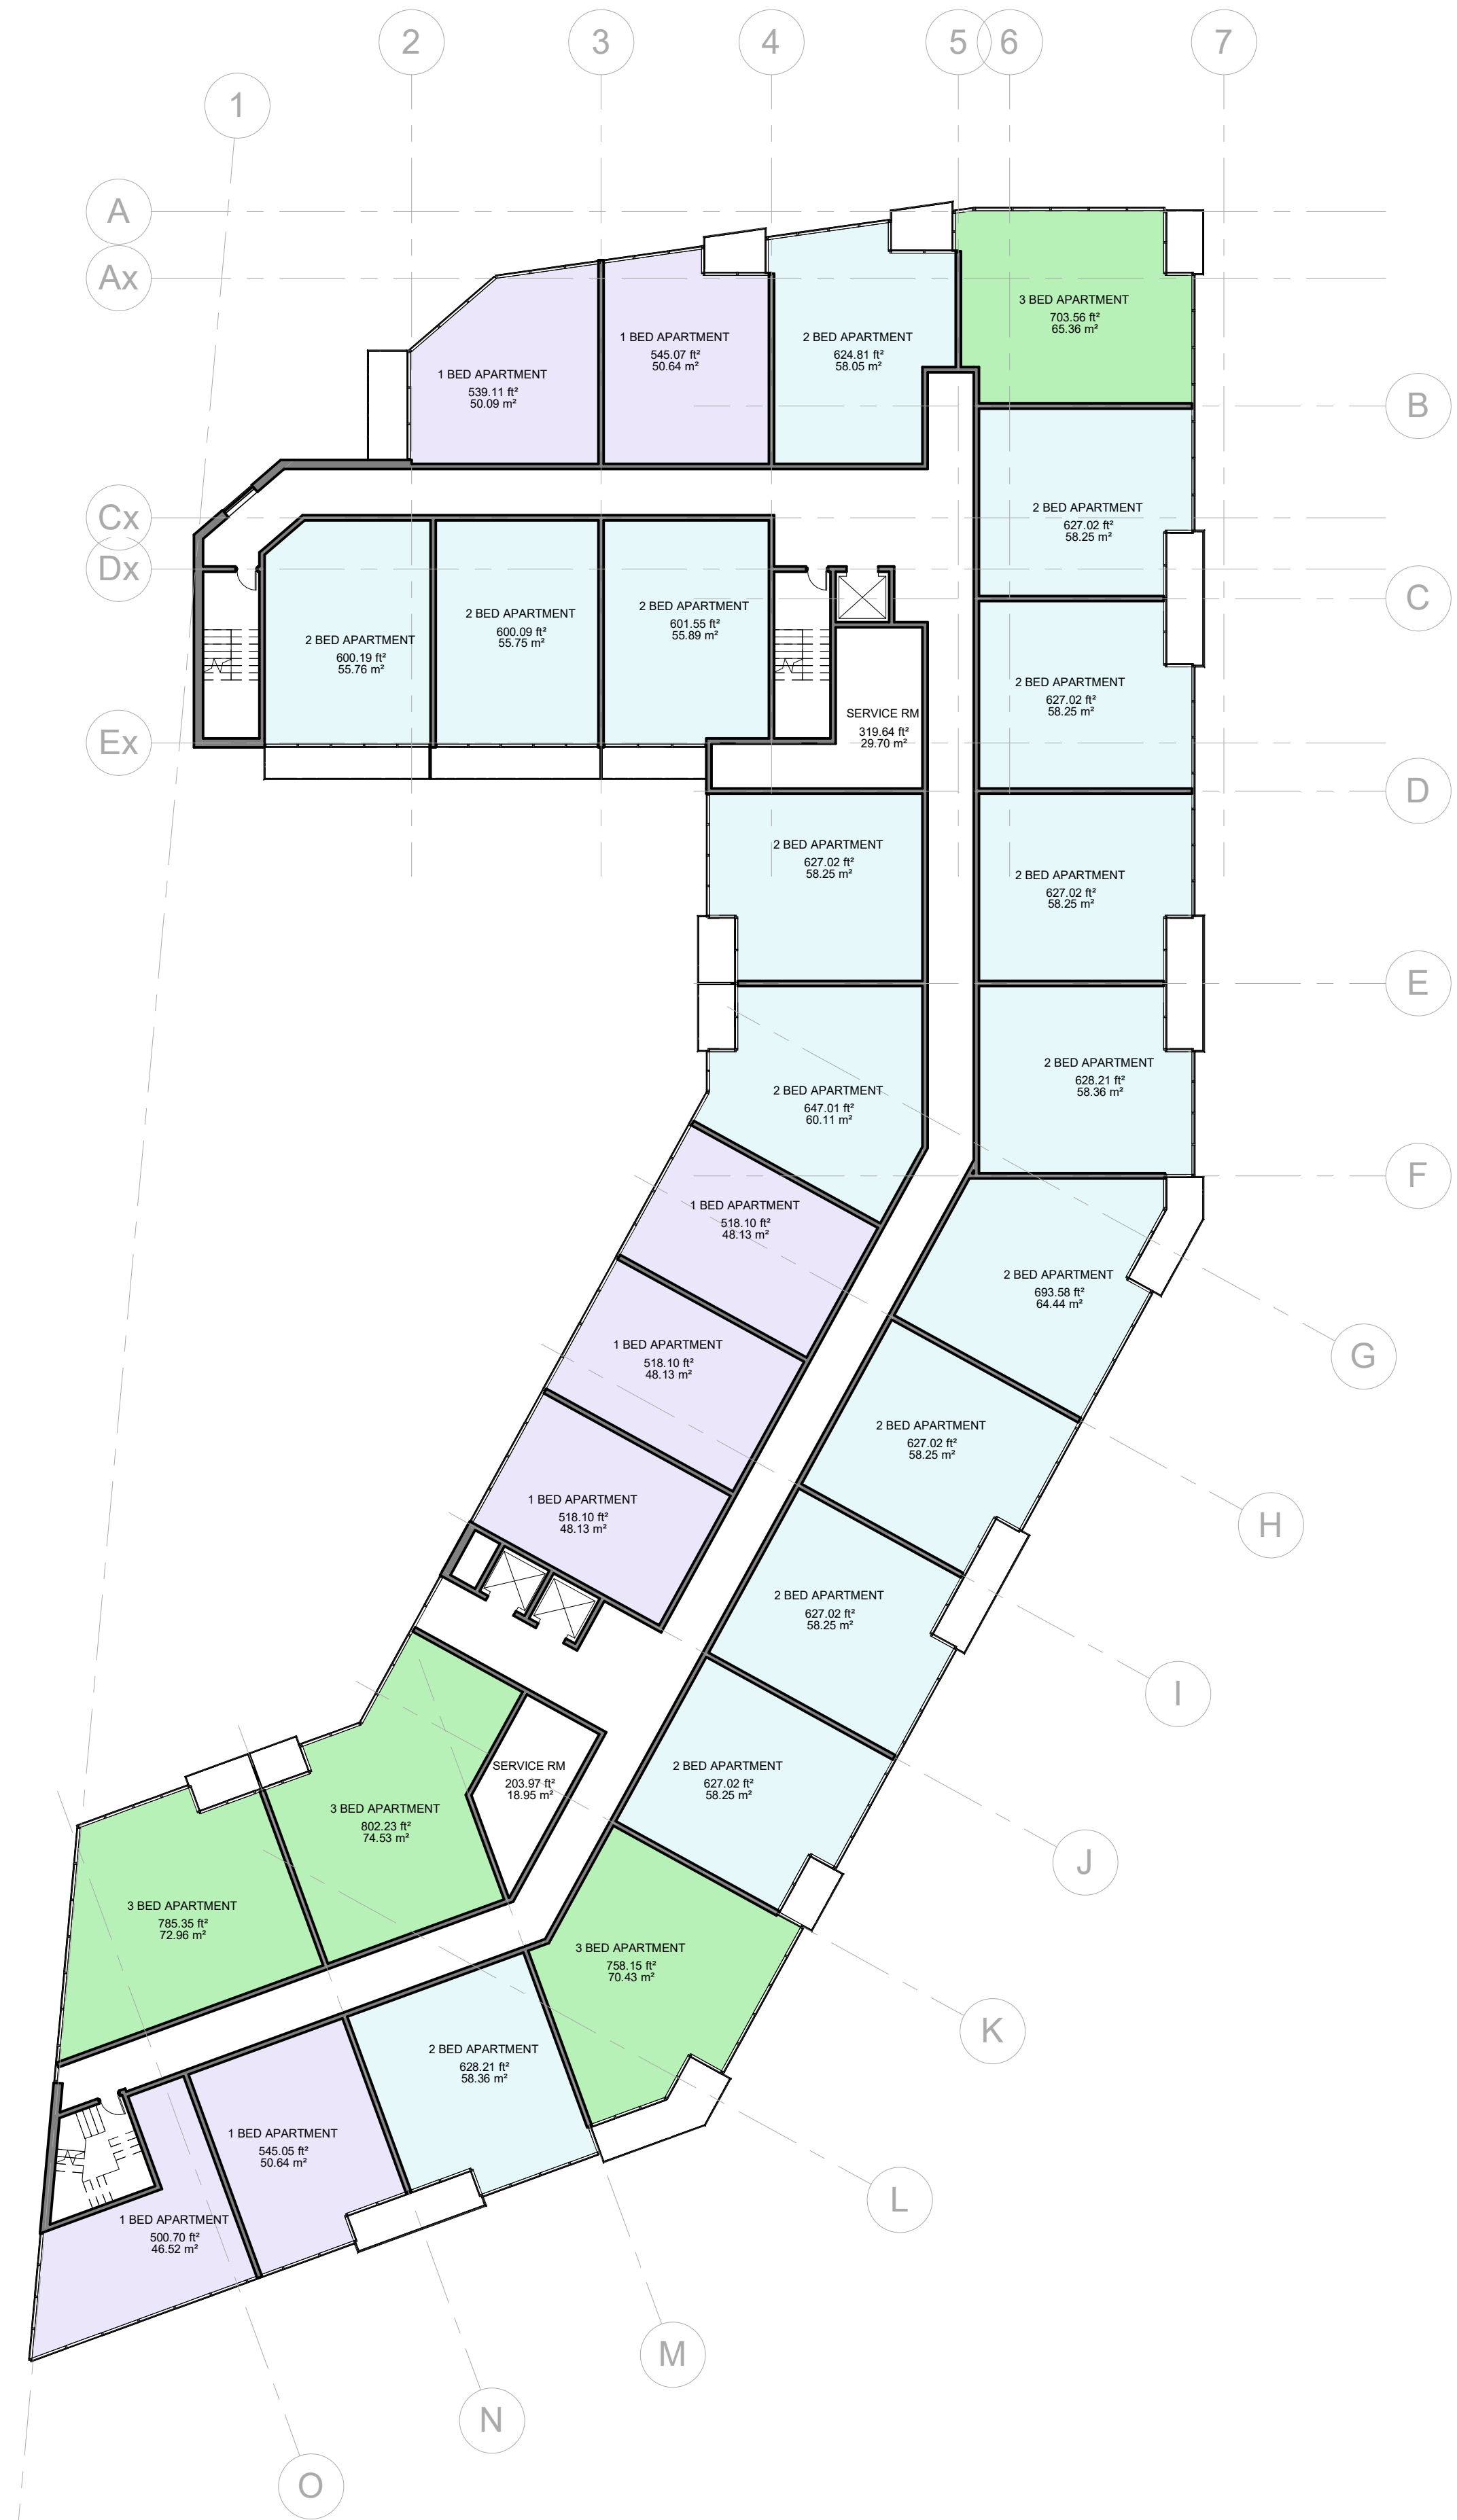 2
3
4
5
6
7
1
A
Ax
3 BED APARTMENT
703.56 ft²
65.36 m²
1 BED APARTMENT
545.07 ft²
50.64 m²
2 BED APARTMENT
624.81 ft²
58.05 m²
1 BED APARTMENT
539.11 ft²
50.09 m²
B
Cx
2 BED APARTMENT
627.02 ft²
58.25 m²
Dx
C
2 BED APARTMENT
600.19 ft²
55.76 m²
2 BED APARTMENT
600.09 ft²
55.75 m²
2 BED APARTMENT
601.55 ft²
55.89 m²
2 BED APARTMENT
627.02 ft²
58.25 m²
SERVICE RM
319.64 ft²
29.70 m²
Ex
D
2 BED APARTMENT
627.02 ft²
58.25 m²
2 BED APARTMENT
627.02 ft²
58.25 m²
E
2 BED APARTMENT
628.21 ft²
58.36 m²
2 BED APARTMENT
647.01 ft²
60.11 m²
F
1 BED APARTMENT
518.10 ft²
48.13 m²
2 BED APARTMENT
693.58 ft²
64.44 m²
G
1 BED APARTMENT
518.10 ft²
48.13 m²
2 BED APARTMENT
627.02 ft²
58.25 m²
1 BED APARTMENT
518.10 ft²
48.13 m²
H
2 BED APARTMENT
627.02 ft²
58.25 m²
I
2 BED APARTMENT
627.02 ft²
58.25 m²
SERVICE RM
203.97 ft²
18.95 m²
3 BED APARTMENT
802.23 ft²
74.53 m²
J
3 BED APARTMENT
785.35 ft²
72.96 m²
3 BED APARTMENT
758.15 ft²
70.43 m²
K
2 BED APARTMENT
628.21 ft²
58.36 m²
1 BED APARTMENT
545.05 ft²
50.64 m²
L
1 BED APARTMENT
500.70 ft²
46.52 m²
M
N
O